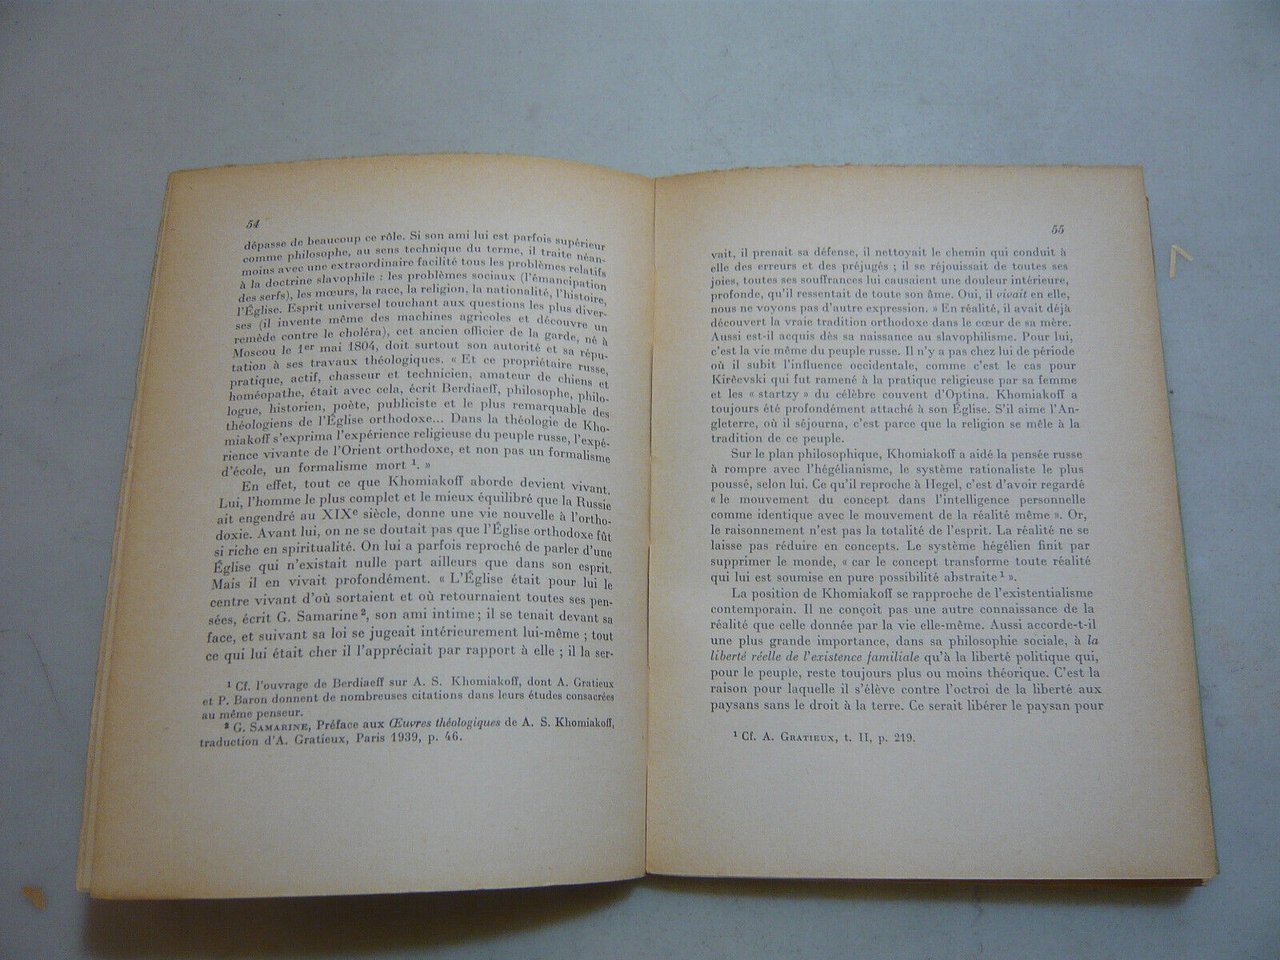 54
dépasse de beaucoup ce rôle. Si son ami lui est parfois supérieur
comme philosophe, au sens technique du terme, il traite néan-
moins avec une extraordinaire facilité tous les problèmes relatifs
à la doctrine slavophile : les problèmes sociaux (l'émancipation
des serfs), les mœurs, la race, la religion, la nationalité, l'histoire,
l'Église. Esprit universel touchant aux questions les plus diver-
ses (il invente même des machines agricoles et découvre un
remède contre le choléra), cet ancien officier de la garde, né à
Moscou le 1er mai 1804, doit surtout son autorité et sa répu-
tation à ses travaux théologiques. « Et ce propriétaire russe,
pratique, actif, chasseur et technicien, amateur de chiens et
homéopathe, était avec cela, écrit Berdiaeff, philosophe, philo-
logue, historien, poète, publiciste et le plus remarquable des
théologiens de l'Église orthodoxe... Dans la théologie de Kho-
miakoff s'exprima l'expérience religieuse du peuple russe, l'expé-
rience vivante de l'Orient orthodoxe, et non pas un formalisme
d'école, un formalisme mort ¹. »
En effet, tout ce que Khomiakoff aborde devient vivant.
Lui, l'homme le plus complet et le mieux équilibré que la Russie
ait engendré au XIXe siècle, donne une vie nouvelle à l'ortho-
doxie. Avant lui, on ne se doutait pas que l'Église orthodoxe fût
si riche en spiritualité. On lui a parfois reproché de parler d'une
Église qui n'existait nulle part ailleurs que dans son esprit.
Mais il en vivait profondément. « L'Église était pour lui le
centre vivant d'où sortaient et où retournaient toutes ses pen-
sées, écrit G. Samarine ², son ami intime ; il se tenait devant sa
face, et suivant sa loi se jugeait intérieurement lui-même ; tout
ce qui lui était cher il l'appréciait par rapport à elle ; il la ser-
¹ Cf. l'ouvrage de Berdiaeff sur A. S. Khomiakoff, dont A. Gratieux
et P. Baron donnent de nombreuses citations dans leurs études consacrées
au même penseur.
² G. SAMARINE, Préface aux Œuvres théologiques de A. S. Khomiakoff,
traduction d'A. Gratieux, Paris 1939, p. 46.
55
vait, il prenait sa défense, il nettoyait le chemin qui conduit à
elle des erreurs et des préjugés ; il se réjouissait de toutes ses
joies, toutes ses souffrances lui causaient une douleur intérieure,
profonde, qu'il ressentait de toute son âme. Oui, il vivait en elle,
nous ne voyons pas d'autre expression. » En réalité, il avait déjà
découvert la vraie tradition orthodoxe dans le cœur de sa mère.
Aussi est-il acquis dès sa naissance au slavophilisme. Pour lui,
c'est la vie même du peuple russe. Il n'y a pas chez lui de période
où il subit l'influence occidentale, comme c'est le cas pour
Kirêevski qui fut ramené à la pratique religieuse par sa femme
et les « startzy » du célèbre couvent d'Optina. Khomiakoff a
toujours été profondément attaché à son Église. S'il aime l'An-
gleterre, où il séjourna, c'est parce que la religion se mêle à la
tradition de ce peuple.
Sur le plan philosophique, Khomiakoff a aidé la pensée russe
à rompre avec l'hégélianisme, le système rationaliste le plus
poussé, selon lui. Ce qu'il reproche à Hegel, c'est d'avoir regardé
« le mouvement du concept dans l'intelligence personnelle
comme identique avec le mouvement de la réalité même ». Or,
le raisonnement n'est pas la totalité de l'esprit. La réalité ne se
laisse pas réduire en concepts. Le système hégélien finit par
supprimer le monde, « car le concept transforme toute réalité
qui lui est soumise en pure possibilité abstraite ¹ ».
La position de Khomiakoff se rapproche de l'existentialisme
contemporain. Il ne conçoit pas une autre connaissance de la
réalité que celle donnée par la vie elle-même. Aussi accorde-t-il
une plus grande importance, dans sa philosophie sociale, à la
liberté réelle de l'existence familiale qu'à la liberté politique qui,
pour le peuple, reste toujours plus ou moins théorique. C'est la
raison pour laquelle il s'élève contre l'octroi de la liberté aux
paysans sans le droit à la terre. Ce serait libérer le paysan pour
¹ Cf. A. GRATIEUX, t. II, p. 219.